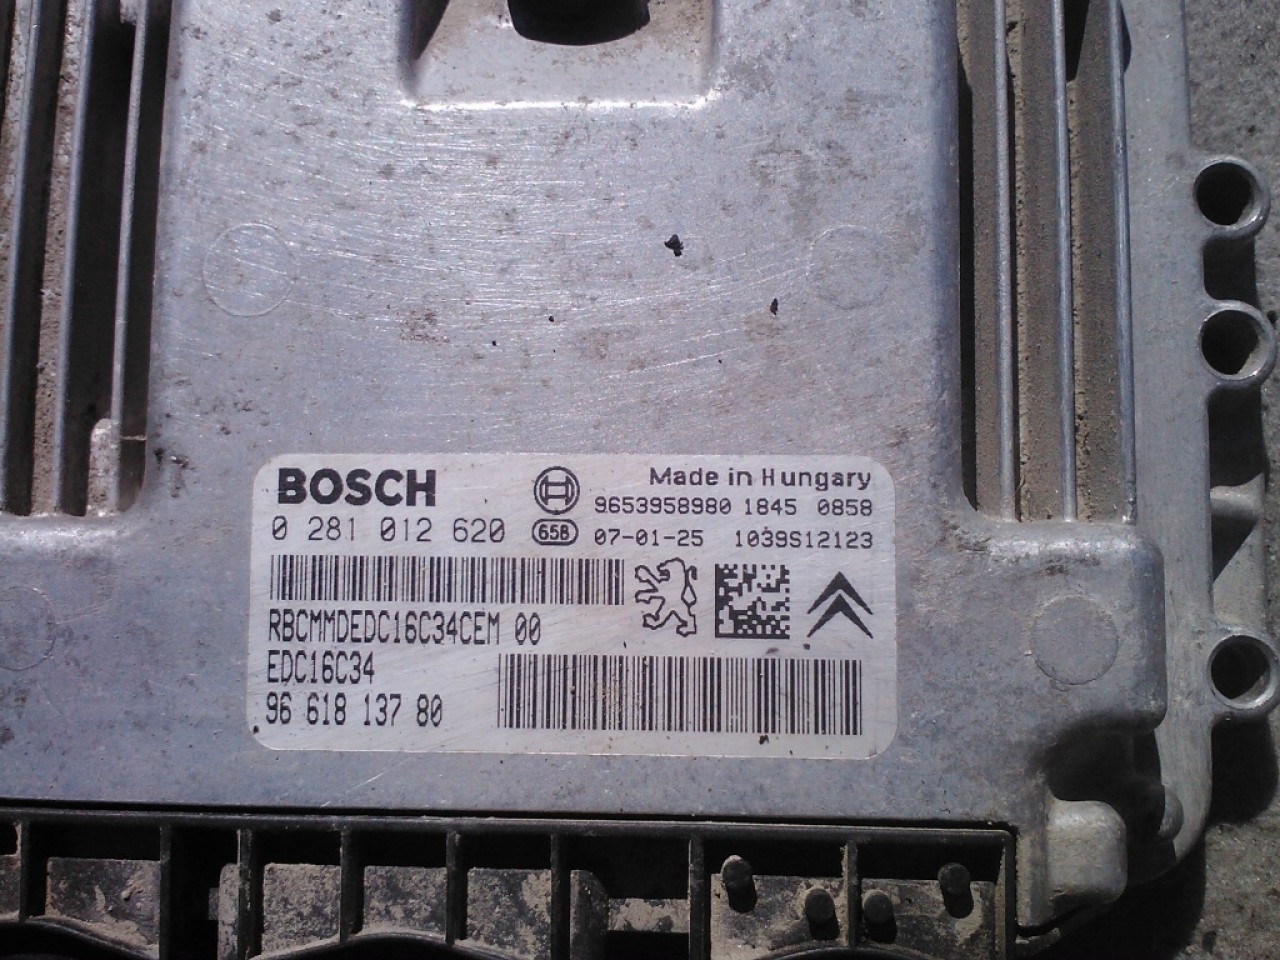 BOSCH
Made in Hungary
9653958980 1845 0858
0 281 012 620
658
07-01-25 1039S12123
RBCMMDEDC16C34CEM 00
EDC16C34
96 618 137 80